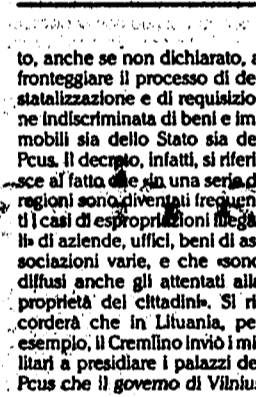 to, anche se non dichiarato, a
fronteggiare il processo di de
statalizzazione e di requisizio
ne indiscriminata di beni e im
mobili sia dello Stato sia de
Pcus. Il decreto, infatti, si riferi
sce al fatto che «in una serie d
regioni sono diventati frequen
ti i casi di espropriazioni illega
li» di aziende, uffici, beni di as
sociazioni varie, e che «sono
diffusi anche gli attentati alle
proprietà dei cittadini». Si ri
corderà che in Lituania, pe
esempio, il Cremlino inviò i mi
litari a presidiare i palazzi de
Pcus che il governo di Vilnius